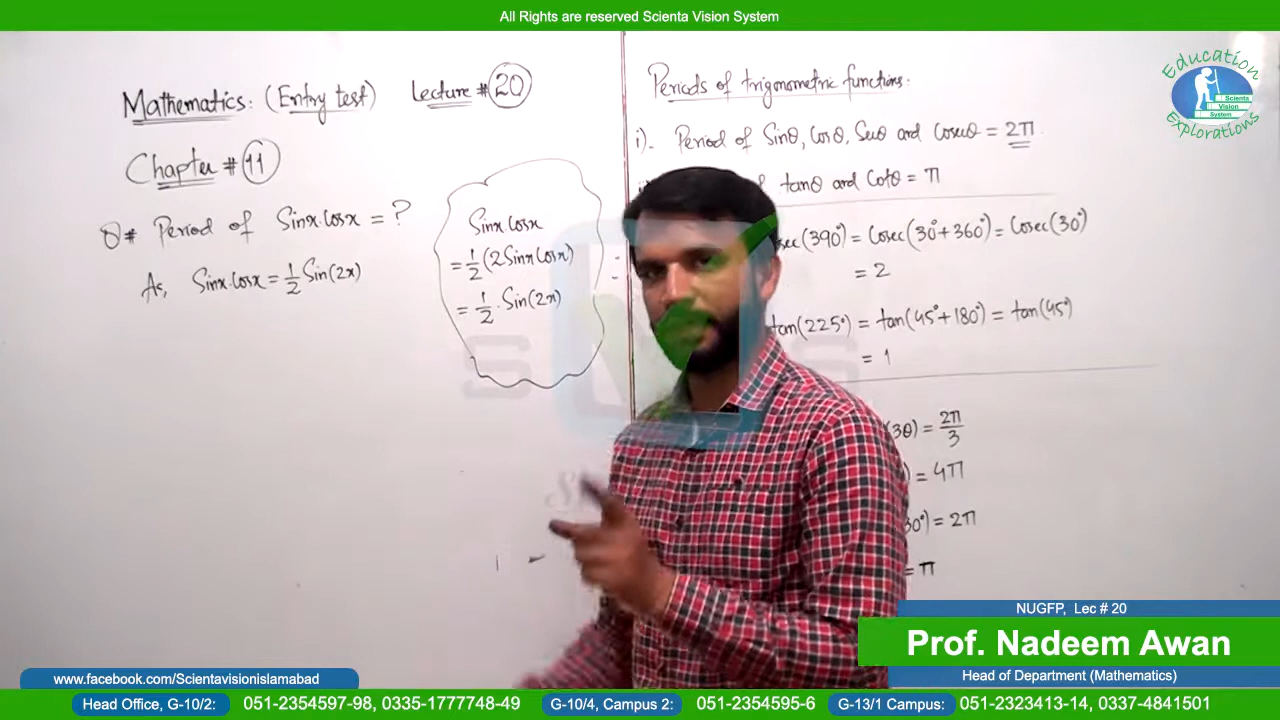 All Rights are reserved Scienta Vision System
Mathematics: (Entry test) Lecture # 20
Chapter # 11
Q# Period of Sinx.Cosx = ?
As, Sinx.Cosx = 1/2 Sin(2x)
Sinx.Cosx
= 1/2 (2Sinx Cosx)
= 1/2 . Sin(2x)
Periods of trigonometric functions:
i). Period of Sinθ, Cosθ, Secθ and Cosecθ = 2π
tanθ and Cotθ = π
sec(390°) = Cosec(30°+360°) = Cosec(30°)
= 2
tan(225°) = tan(45°+180°) = tan(45°)
= 1
(3θ) = 2π/3
) = 4π
30°) = 2π
= π
Education
Scienta
Vision
System
Explorations
NUGFP, Lec # 20
Prof. Nadeem Awan
Head of Department (Mathematics)
www.facebook.com/Scientavisionislamabad
Head Office, G-10/2: 051-2354597-98, 0335-1777748-49 G-10/4, Campus 2: 051-2354595-6 G-13/1 Campus: 051-2323413-14, 0337-4841501